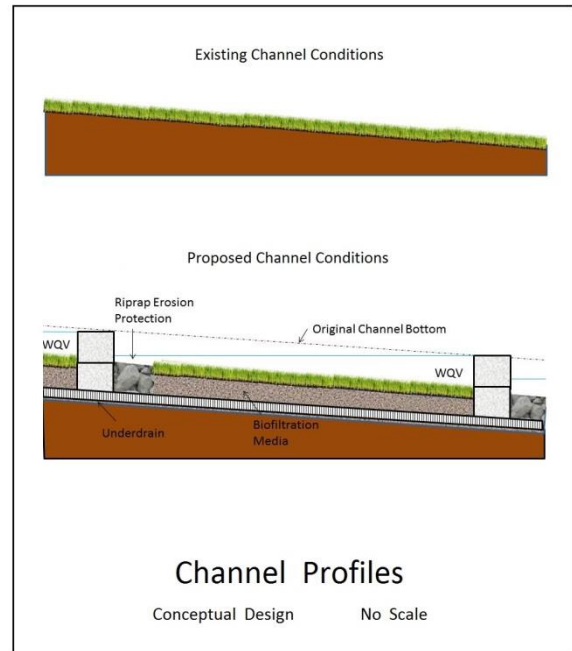 Existing Channel Conditions
Proposed Channel Conditions
Riprap Erosion
Protection
Original Channel Bottom
WQV
WQV
Underdrain
Biofiltration
Media
Channel Profiles
Conceptual Design No Scale